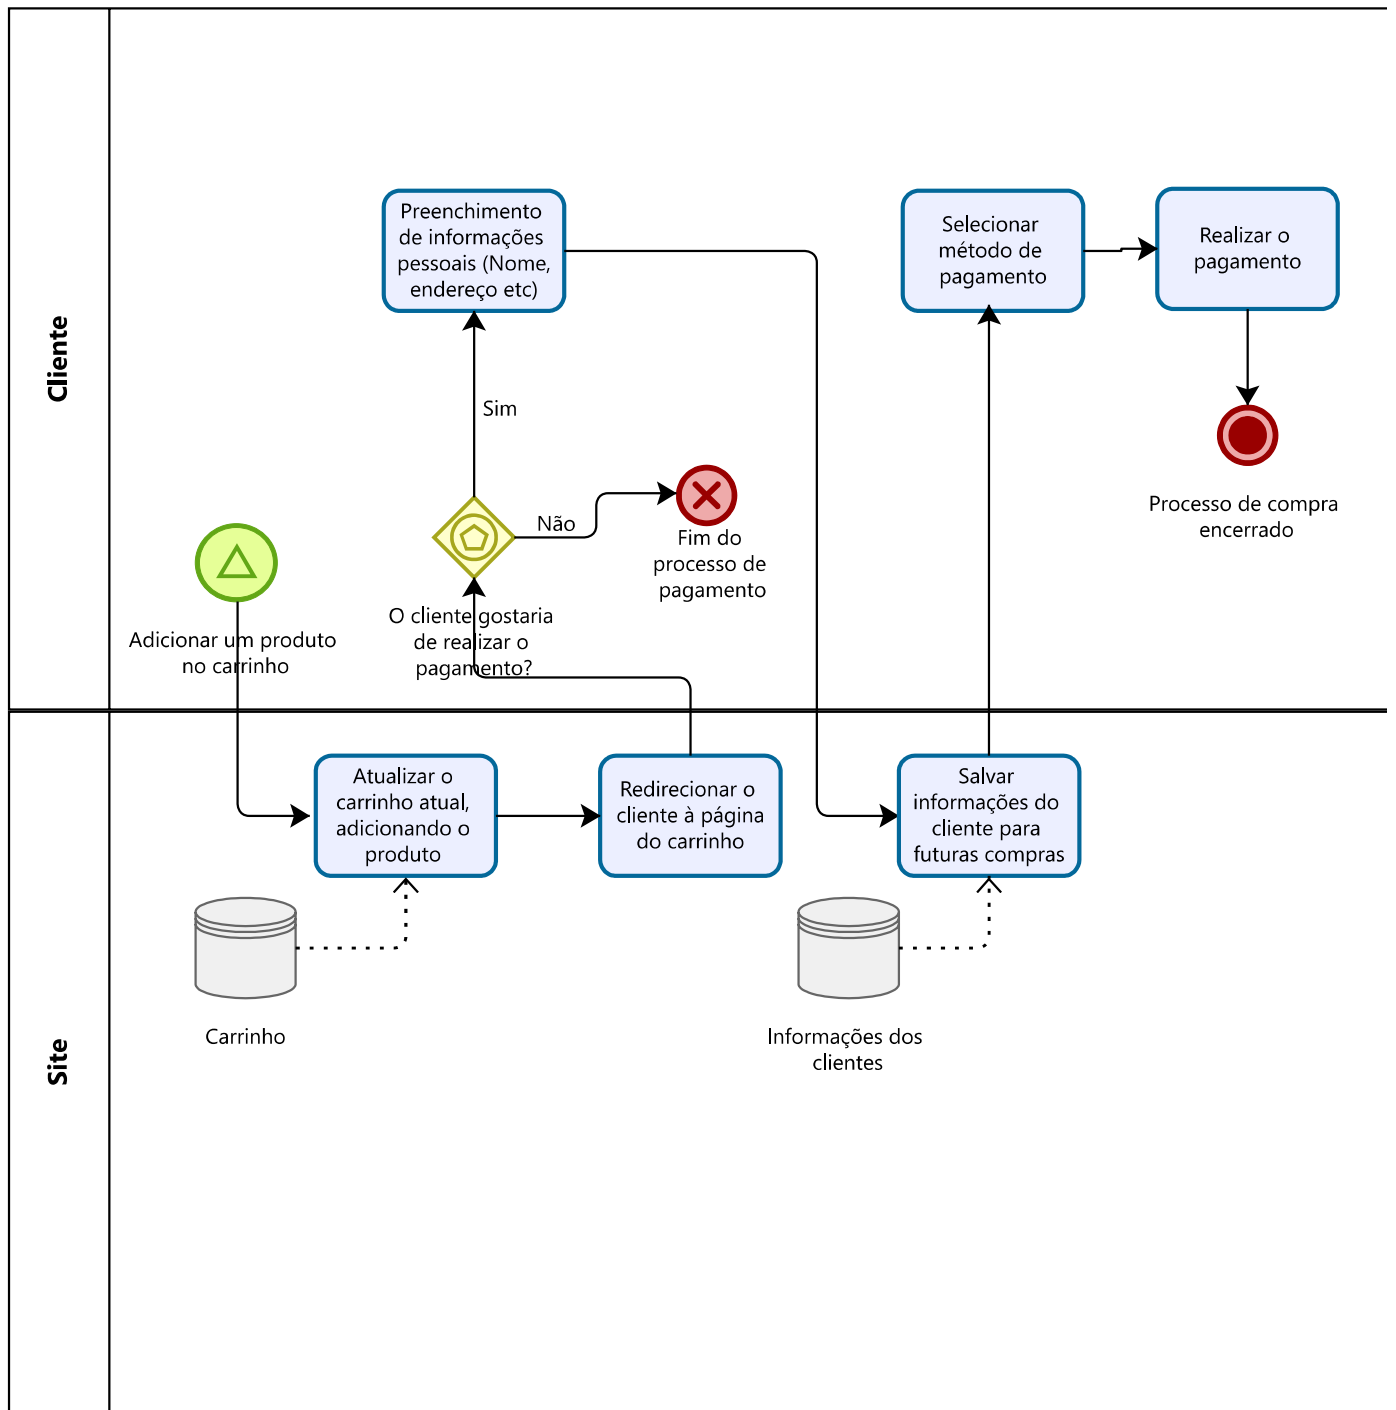 Cliente
Preenchimento
de informações
pessoais (Nome,
endereço etc)
Selecionar
método de
pagamento
Realizar o
pagamento
Sim
Não
Fim do
processo de
pagamento
Processo de compra
encerrado
Adicionar um produto
no carrinho
O cliente gostaria
de realizar o
pagamento?
Site
Atualizar o
carrinho atual,
adicionando o
produto
Redirecionar o
cliente à página
do carrinho
Salvar
informações do
cliente para
futuras compras
Carrinho
Informações dos
clientes